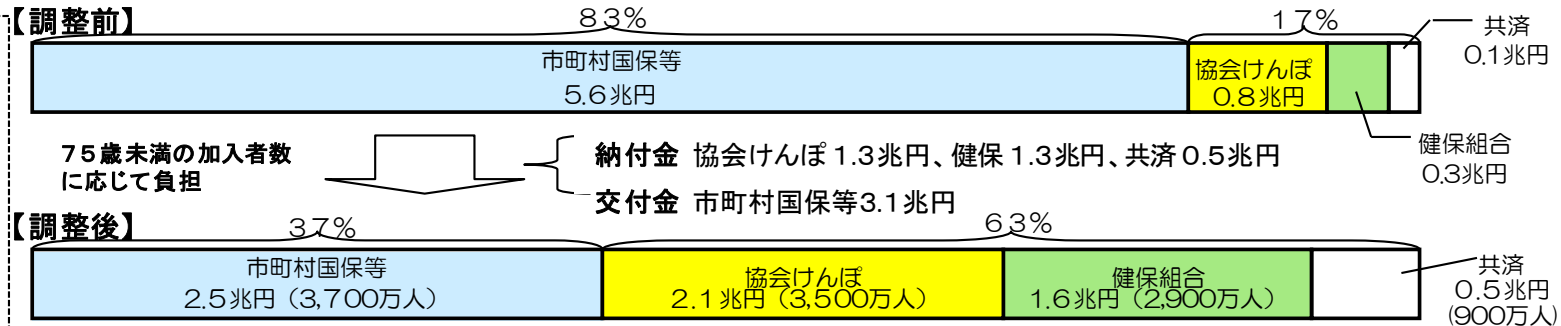 【調整前】
83%
17%
共済
0.1兆円
市町村国保等
5.6兆円
協会けんぽ
0.8兆円
健保組合
0.3兆円
75歳未満の加入者数
に応じて負担
納付金 協会けんぽ1.3兆円、健保1.3兆円、共済0.5兆円
交付金 市町村国保等3.1兆円
【調整後】
37%
63%
市町村国保等
2.5兆円（3,700万人）
協会けんぽ
2.1兆円（3,500万人）
健保組合
1.6兆円（2,900万人）
共済
0.5兆円
(900万人)